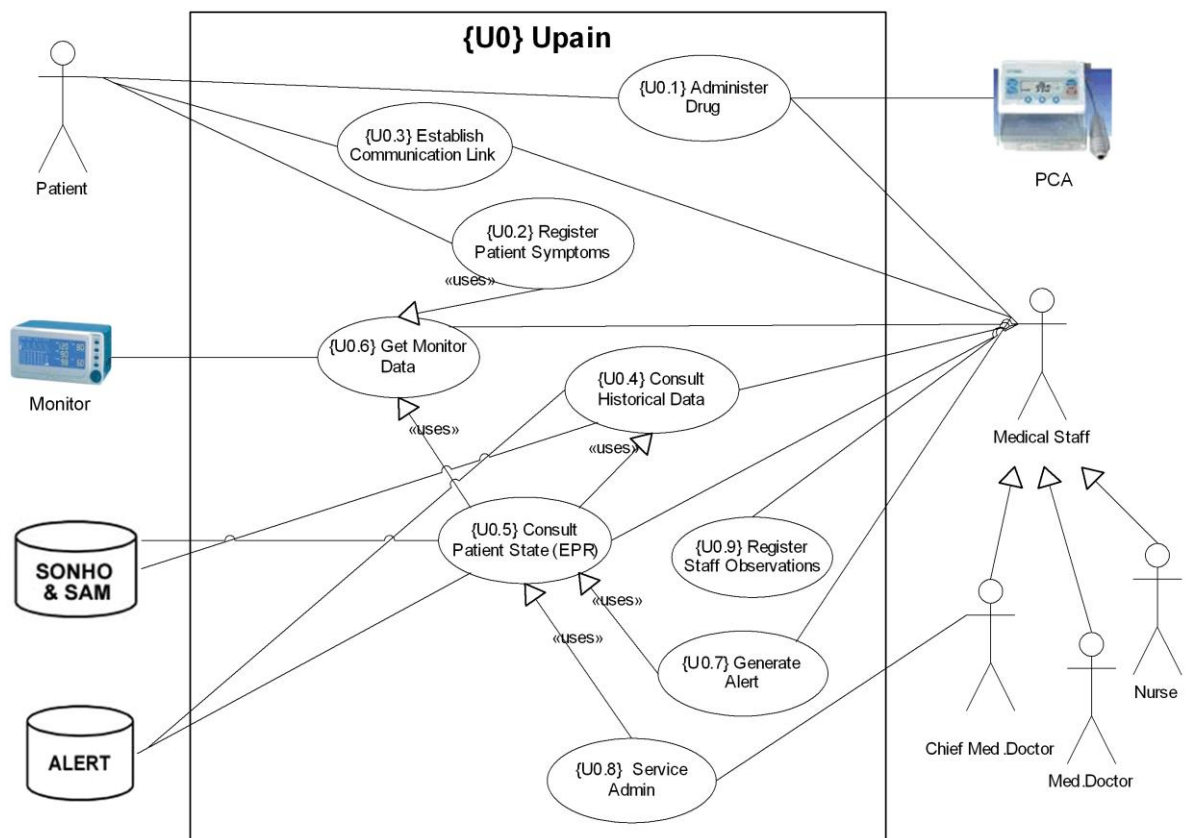 {U0} Upain
{U0.1} Administer
Drug
{U0.3} Establish
Communication Link
PCA
Patient
{U0.2} Register
Patient Symptoms
«uses»
{U0.6} Get Monitor
Data
Monitor
{U0.4} Consult
Historical Data
«uses»
«uses»
Medical Staff
{U0.5} Consult
Patient State (EPR)
{U0.9} Register
Staff Observations
SONHO
& SAM
«uses»
«uses»
{U0.7} Generate
Alert
Nurse
Chief Med.Doctor
ALERT
{U0.8} Service
Admin
Med.Doctor